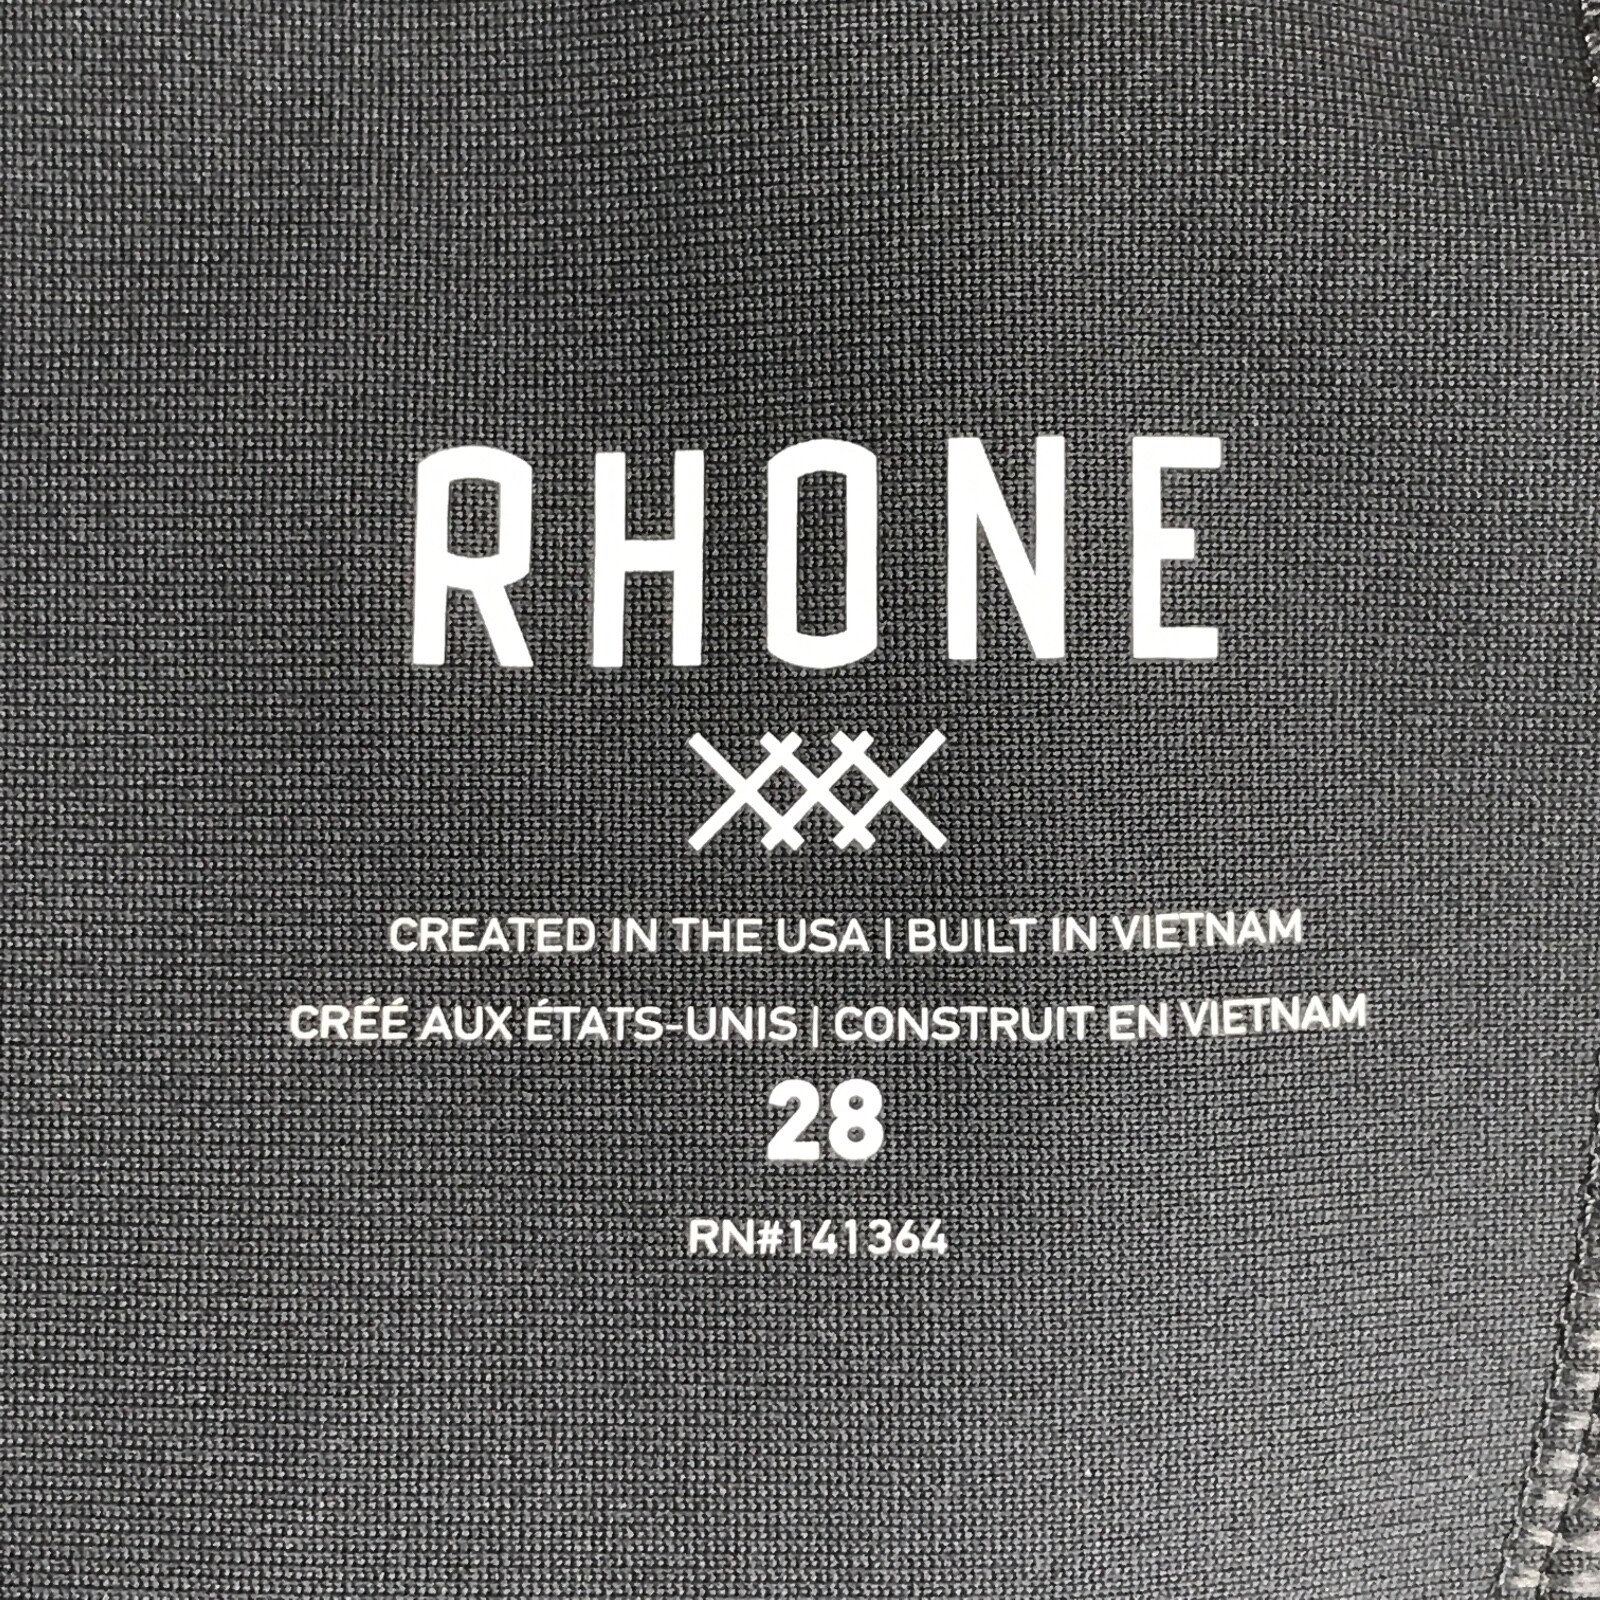 RHONE
CREATED IN THE USA | BUILT IN VIETNAM
CRÉÉ AUX ÉTATS-UNIS | CONSTRUIT EN VIETNAM
28
RN#141364